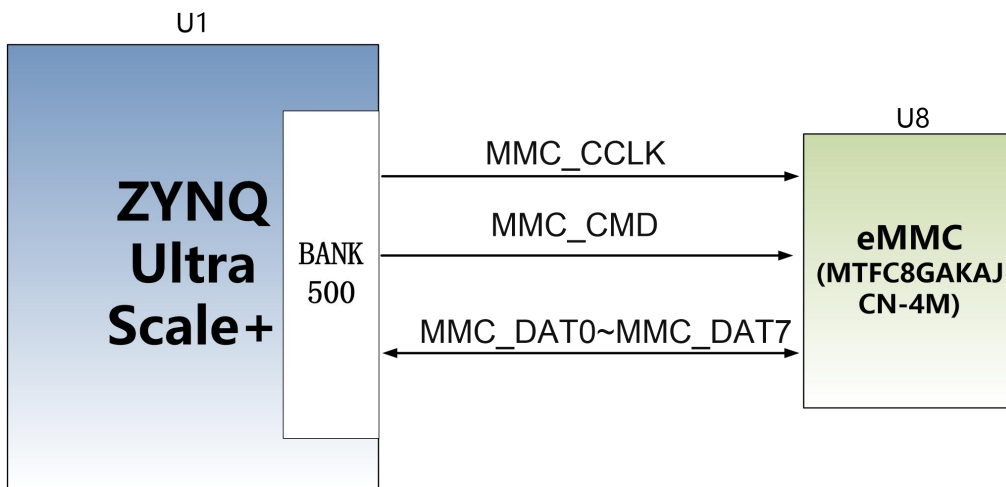 U1
ZYNQ
Ultra
Scale+
BANK
500
MMC_CCLK
MMC_CMD
MMC_DAT0~MMC_DAT7
U8
eMMC
(MTFC8GAKAJ
CN-4M)